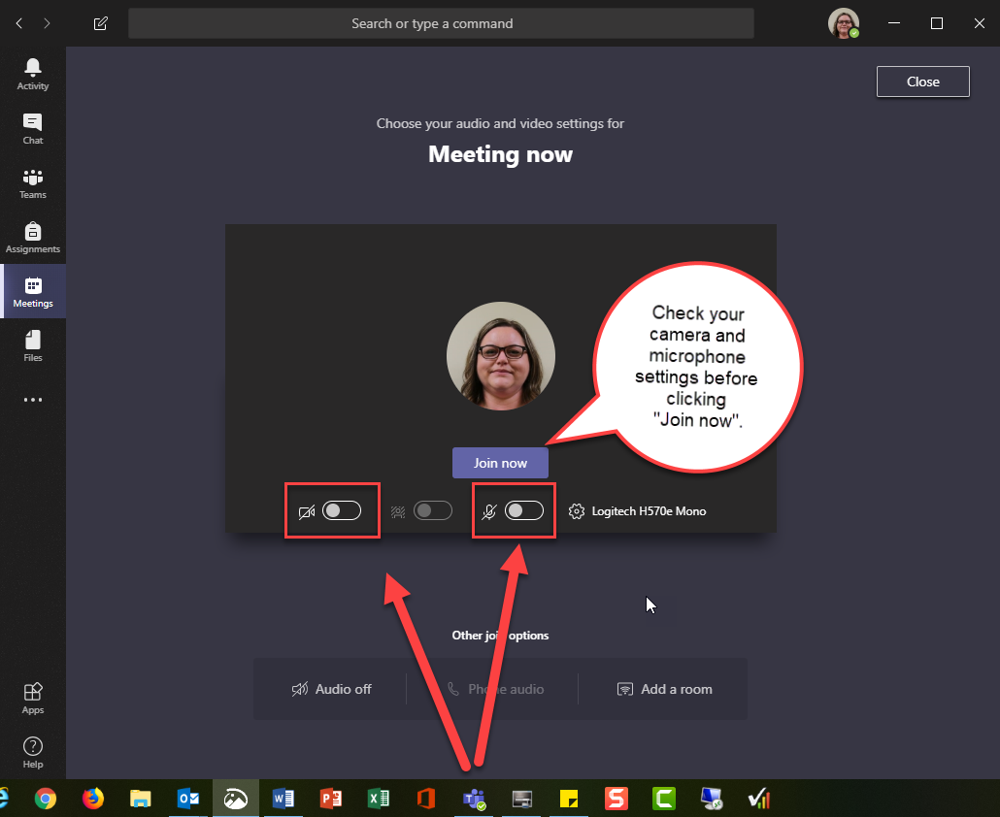 Search or type a command
Activity
Chat
Teams
Assignments
Meetings
Files
Apps
Help
Close
Choose your audio and video settings for
Meeting now
Check your
camera and
microphone
settings before
clicking
"Join now".
Join now
Logitech H570e Mono
Other join options
Audio off
Phone audio
Add a room